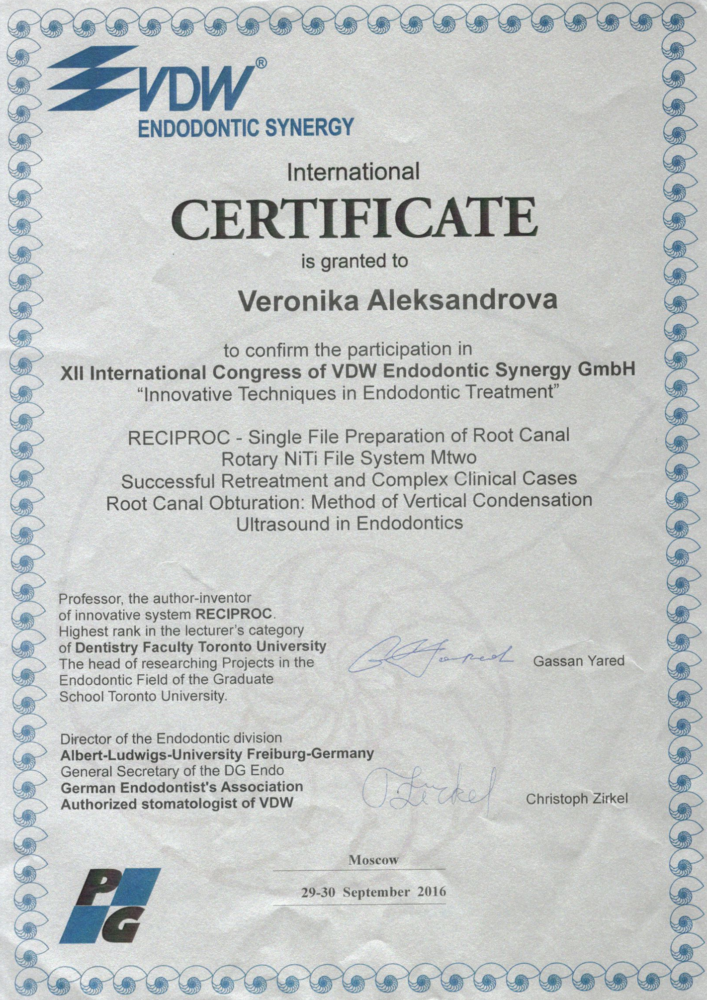 VDW®
ENDODONTIC SYNERGY
International
CERTIFICATE
is granted to
Veronika Aleksandrova
to confirm the participation in
XII International Congress of VDW Endodontic Synergy GmbH
“Innovative Techniques in Endodontic Treatment”
RECIPROC - Single File Preparation of Root Canal
Rotary NiTi File System Mtwo
Successful Retreatment and Complex Clinical Cases
Root Canal Obturation: Method of Vertical Condensation
Ultrasound in Endodontics
Professor, the author-inventor
of innovative system RECIPROC.
Highest rank in the lecturer's category
of Dentistry Faculty Toronto University
The head of researching Projects in the
Endodontic Field of the Graduate
School Toronto University.
Gassan Yared
Director of the Endodontic division
Albert-Ludwigs-University Freiburg-Germany
General Secretary of the DG Endo
German Endodontist's Association
Authorized stomatologist of VDW
Christoph Zirkel
Moscow
29-30 September 2016
PG